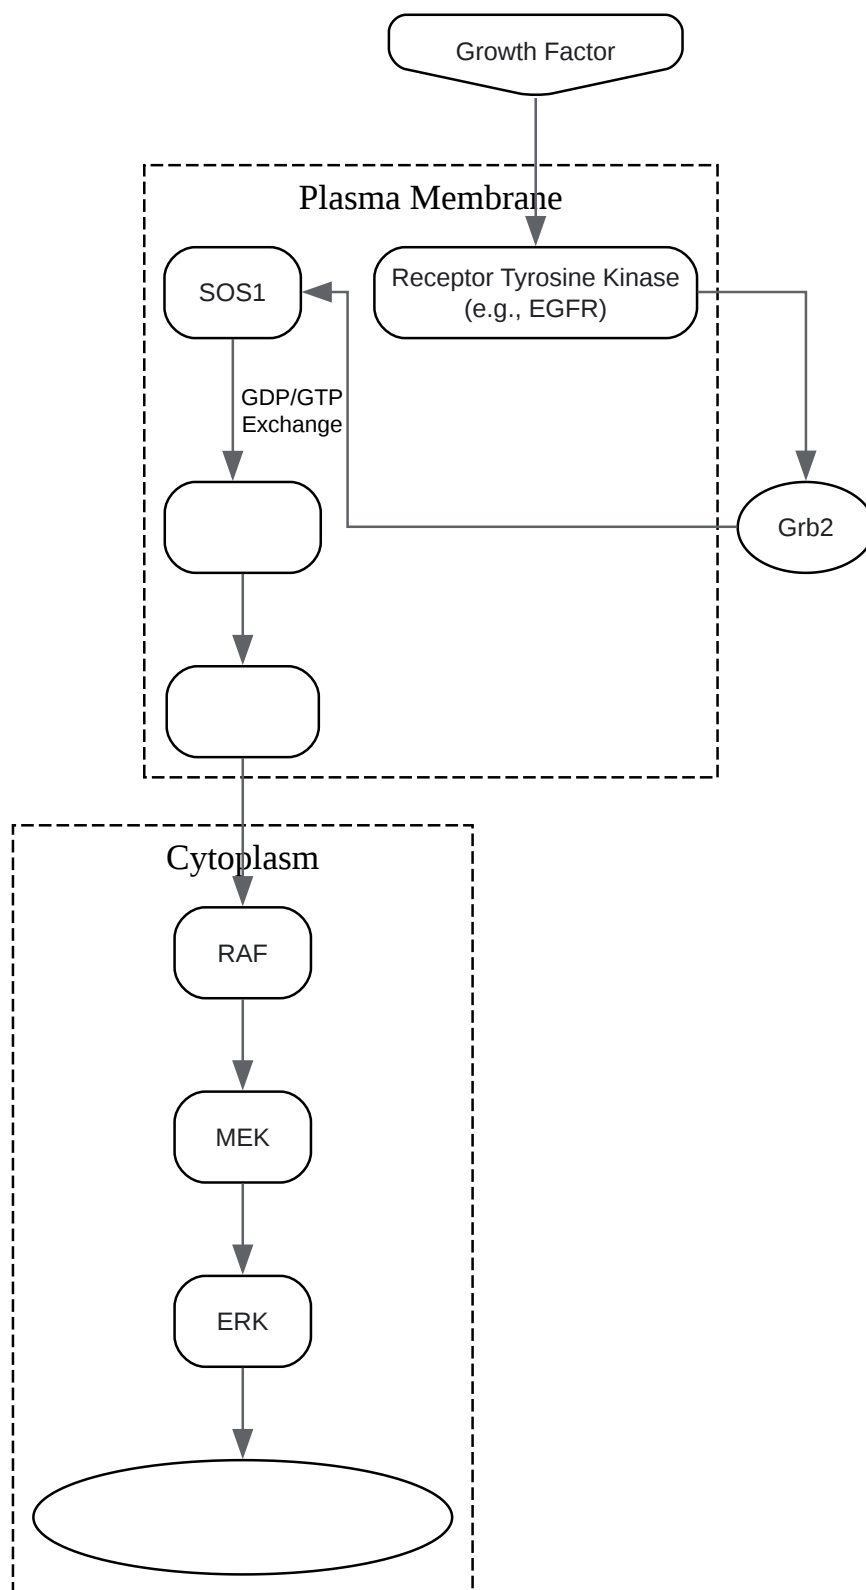 Growth Factor
Plasma Membrane
SOS1
Receptor Tyrosine Kinase
(e.g., EGFR)
GDP/GTP
Exchange
Grb2
Cytoplasm
RAF
MEK
ERK